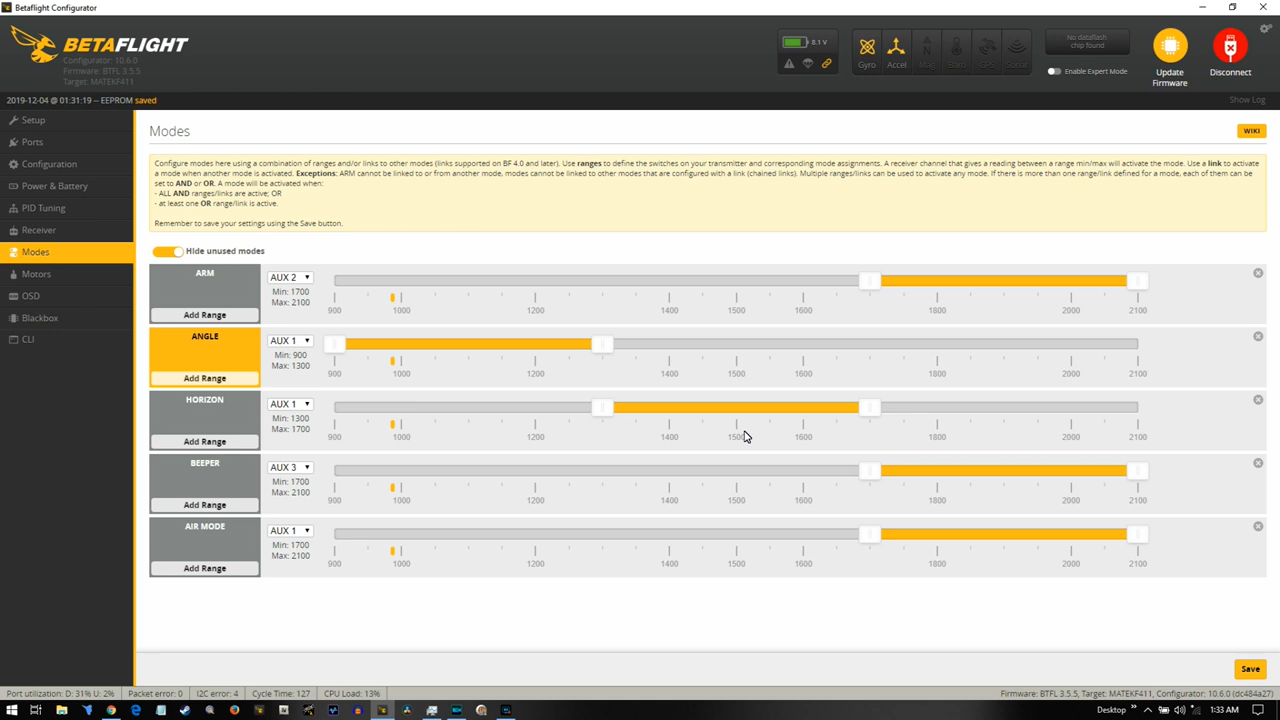 Betaflight Configurator
BETAFLIGHT
Configurator: 10.6.0
Firmware: BTFL 3.5.5
Target: MATEKF411
8.1 V
Gyro
Accel
Mag
Baro
GPS
Sonar
No dataflash
chip found
Enable Expert Mode
Update
Firmware
Disconnect
2019-12-04 @ 01:31:19 -- EEPROM saved
Show Log
Setup
Ports
Configuration
Power & Battery
PID Tuning
Receiver
Modes
Motors
OSD
Blackbox
CLI
Modes
WIKI
Configure modes here using a combination of ranges and/or links to other modes (links supported on BF 4.0 and later). Use ranges to define the switches on your transmitter and corresponding mode assignments. A receiver channel that gives a reading between a range min/max will activate the mode. Use a link to activate
a mode when another mode is activated. Exceptions: ARM cannot be linked to or from another mode, modes cannot be linked to other modes that are configured with a link (chained links). Multiple ranges/links can be used to activate any mode. If there is more than one range/link defined for a mode, each of them can be
set to AND or OR. A mode will be activated when:
- ALL AND ranges/links are active; OR
- at least one OR range/link is active.
Remember to save your settings using the Save button.
Hide unused modes
ARM
Add Range
AUX 2
Min: 1700
Max: 2100
900 1000 1200 1400 1500 1600 1800 2000 2100
ANGLE
Add Range
AUX 1
Min: 900
Max: 1300
900 1000 1200 1400 1500 1600 1800 2000 2100
HORIZON
Add Range
AUX 1
Min: 1300
Max: 1700
900 1000 1200 1400 1500 1600 1800 2000 2100
BEEPER
Add Range
AUX 3
Min: 1700
Max: 2100
900 1000 1200 1400 1500 1600 1800 2000 2100
AIR MODE
Add Range
AUX 1
Min: 1700
Max: 2100
900 1000 1200 1400 1500 1600 1800 2000 2100
Save
Port utilization: D: 31% U: 2% Packet error: 0 I2C error: 4 Cycle Time: 127 CPU Load: 13% Firmware: BTFL 3.5.5, Target: MATEKF411, Configurator: 10.6.0 (dc484a27)
Desktop 1:33 AM